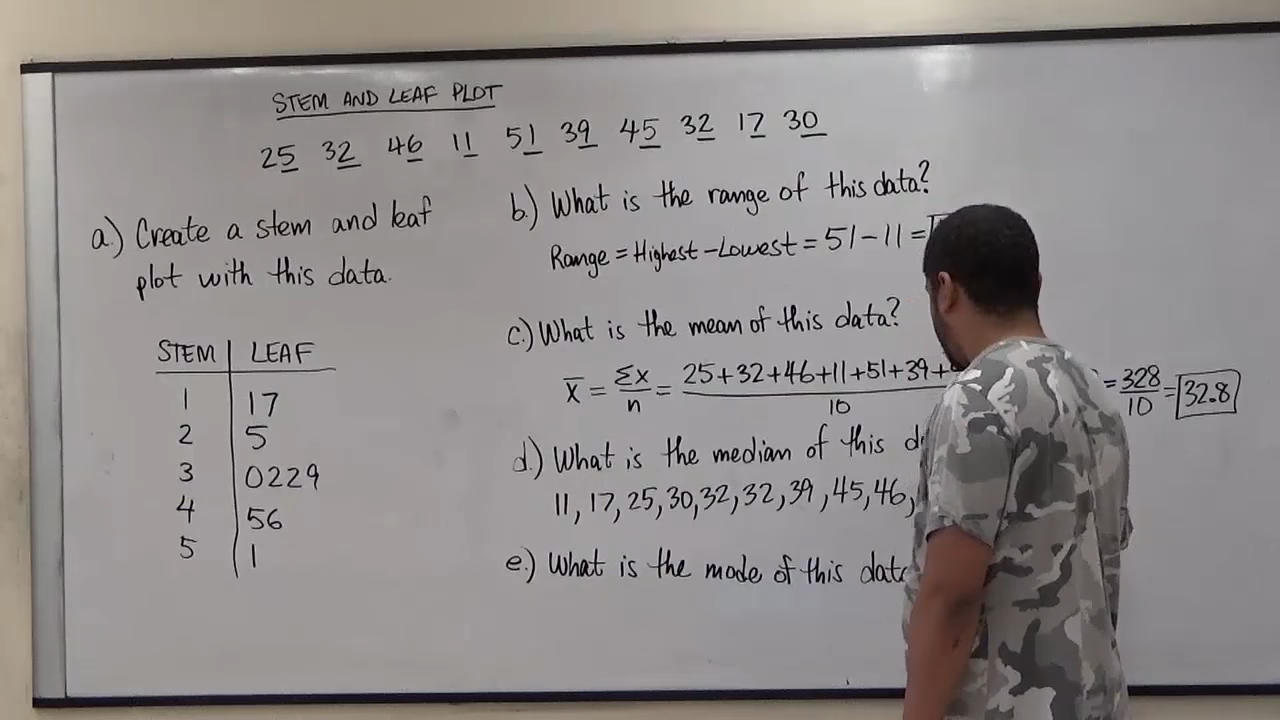 STEM AND LEAF PLOT
25 32 46 11 51 39 45 32 17 30
a.) Create a stem and leaf
plot with this data.
STEM | LEAF
1 | 17
2 | 5
3 | 0229
4 | 56
5 | 1
b.) What is the range of this data?
Range = Highest - Lowest = 51 - 11 =
c.) What is the mean of this data?
x̄ = Σx/n = 25+32+46+11+51+39+ /10 = 328/10 = 32.8
d.) What is the median of this
11, 17, 25, 30, 32, 32, 39, 45, 46,
e.) What is the mode of this data